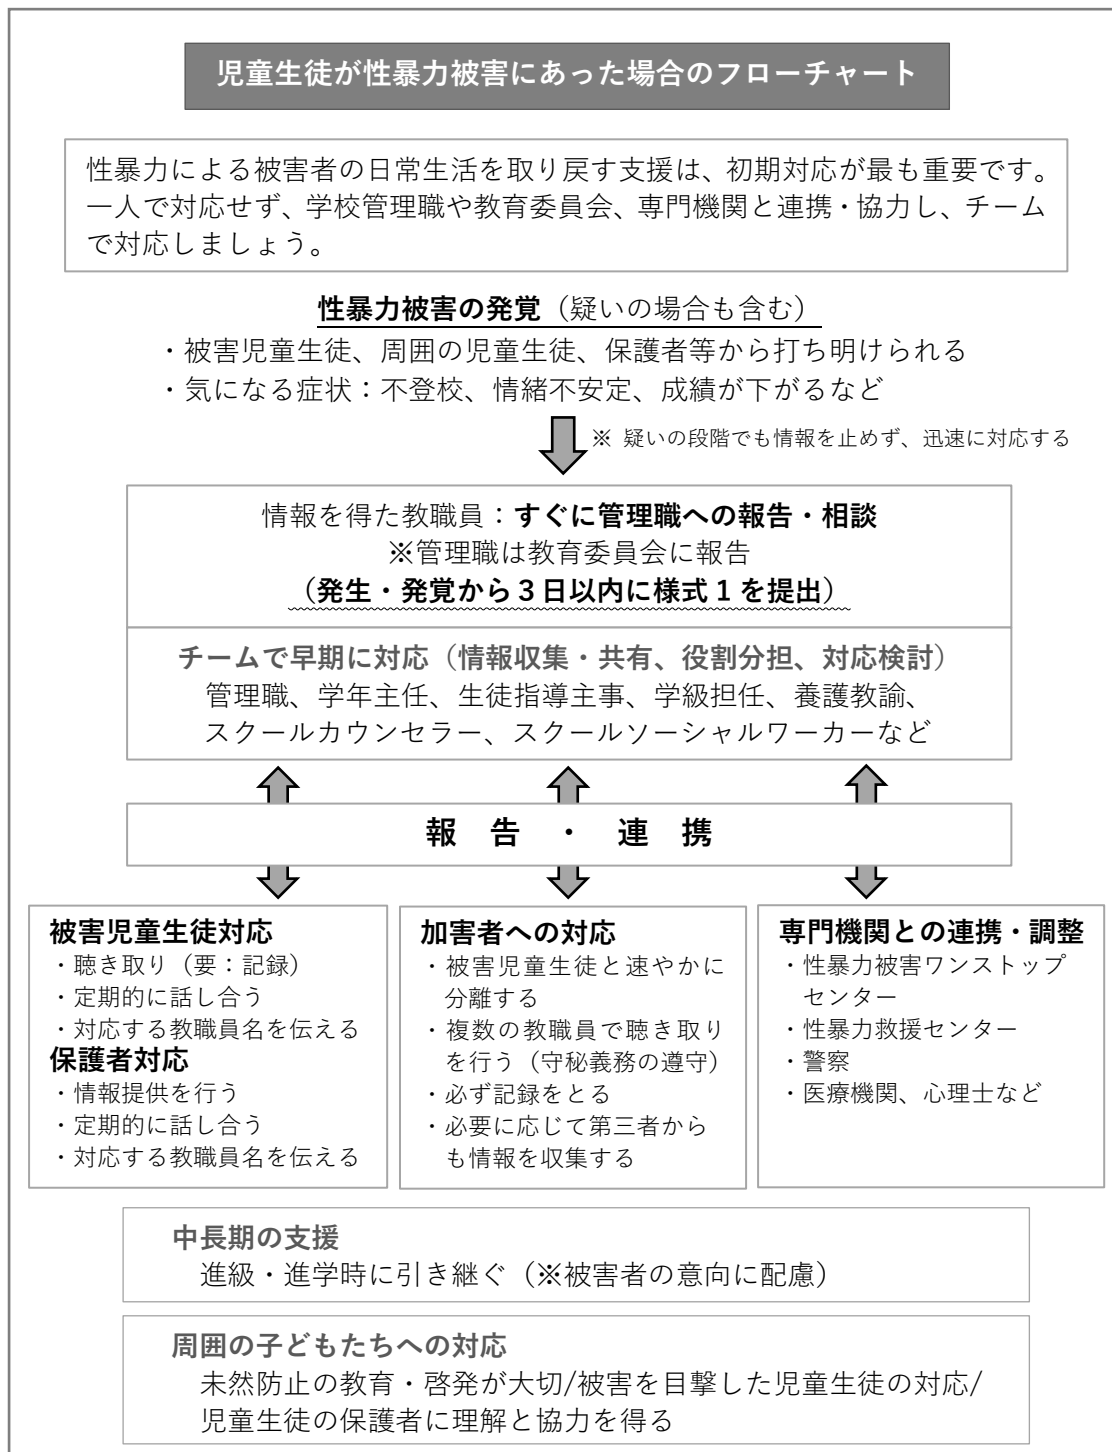 児童生徒が性暴力被害にあった場合のフローチャート
性暴力による被害者の日常生活を取り戻す支援は、初期対応が最も重要です。
一人で対応せず、学校管理職や教育委員会、専門機関と連携・協力し、チーム
で対応しましょう。
性暴力被害の発覚（疑いの場合も含む）
・被害児童生徒、周囲の児童生徒、保護者等から打ち明けられる
・気になる症状：不登校、情緒不安定、成績が下がるなど
※ 疑いの段階でも情報を止めず、迅速に対応する
情報を得た教職員：すぐに管理職への報告・相談
※管理職は教育委員会に報告
（発生・発覚から３日以内に様式１を提出）
チームで早期に対応（情報収集・共有、役割分担、対応検討）
管理職、学年主任、生徒指導主事、学級担任、養護教諭、
スクールカウンセラー、スクールソーシャルワーカーなど
報 告 ・ 連 携
被害児童生徒対応
・聴き取り（要：記録）
・定期的に話し合う
・対応する教職員名を伝える
保護者対応
・情報提供を行う
・定期的に話し合う
・対応する教職員名を伝える
加害者への対応
・被害児童生徒と速やかに
分離する
・複数の教職員で聴き取り
を行う（守秘義務の遵守）
・必ず記録をとる
・必要に応じて第三者から
も情報を収集する
専門機関との連携・調整
・性暴力被害ワンストップ
センター
・性暴力救援センター
・警察
・医療機関、心理士など
中長期の支援
進級・進学時に引き継ぐ（※被害者の意向に配慮）
周囲の子どもたちへの対応
未然防止の教育・啓発が大切/被害を目撃した児童生徒の対応/
児童生徒の保護者に理解と協力を得る